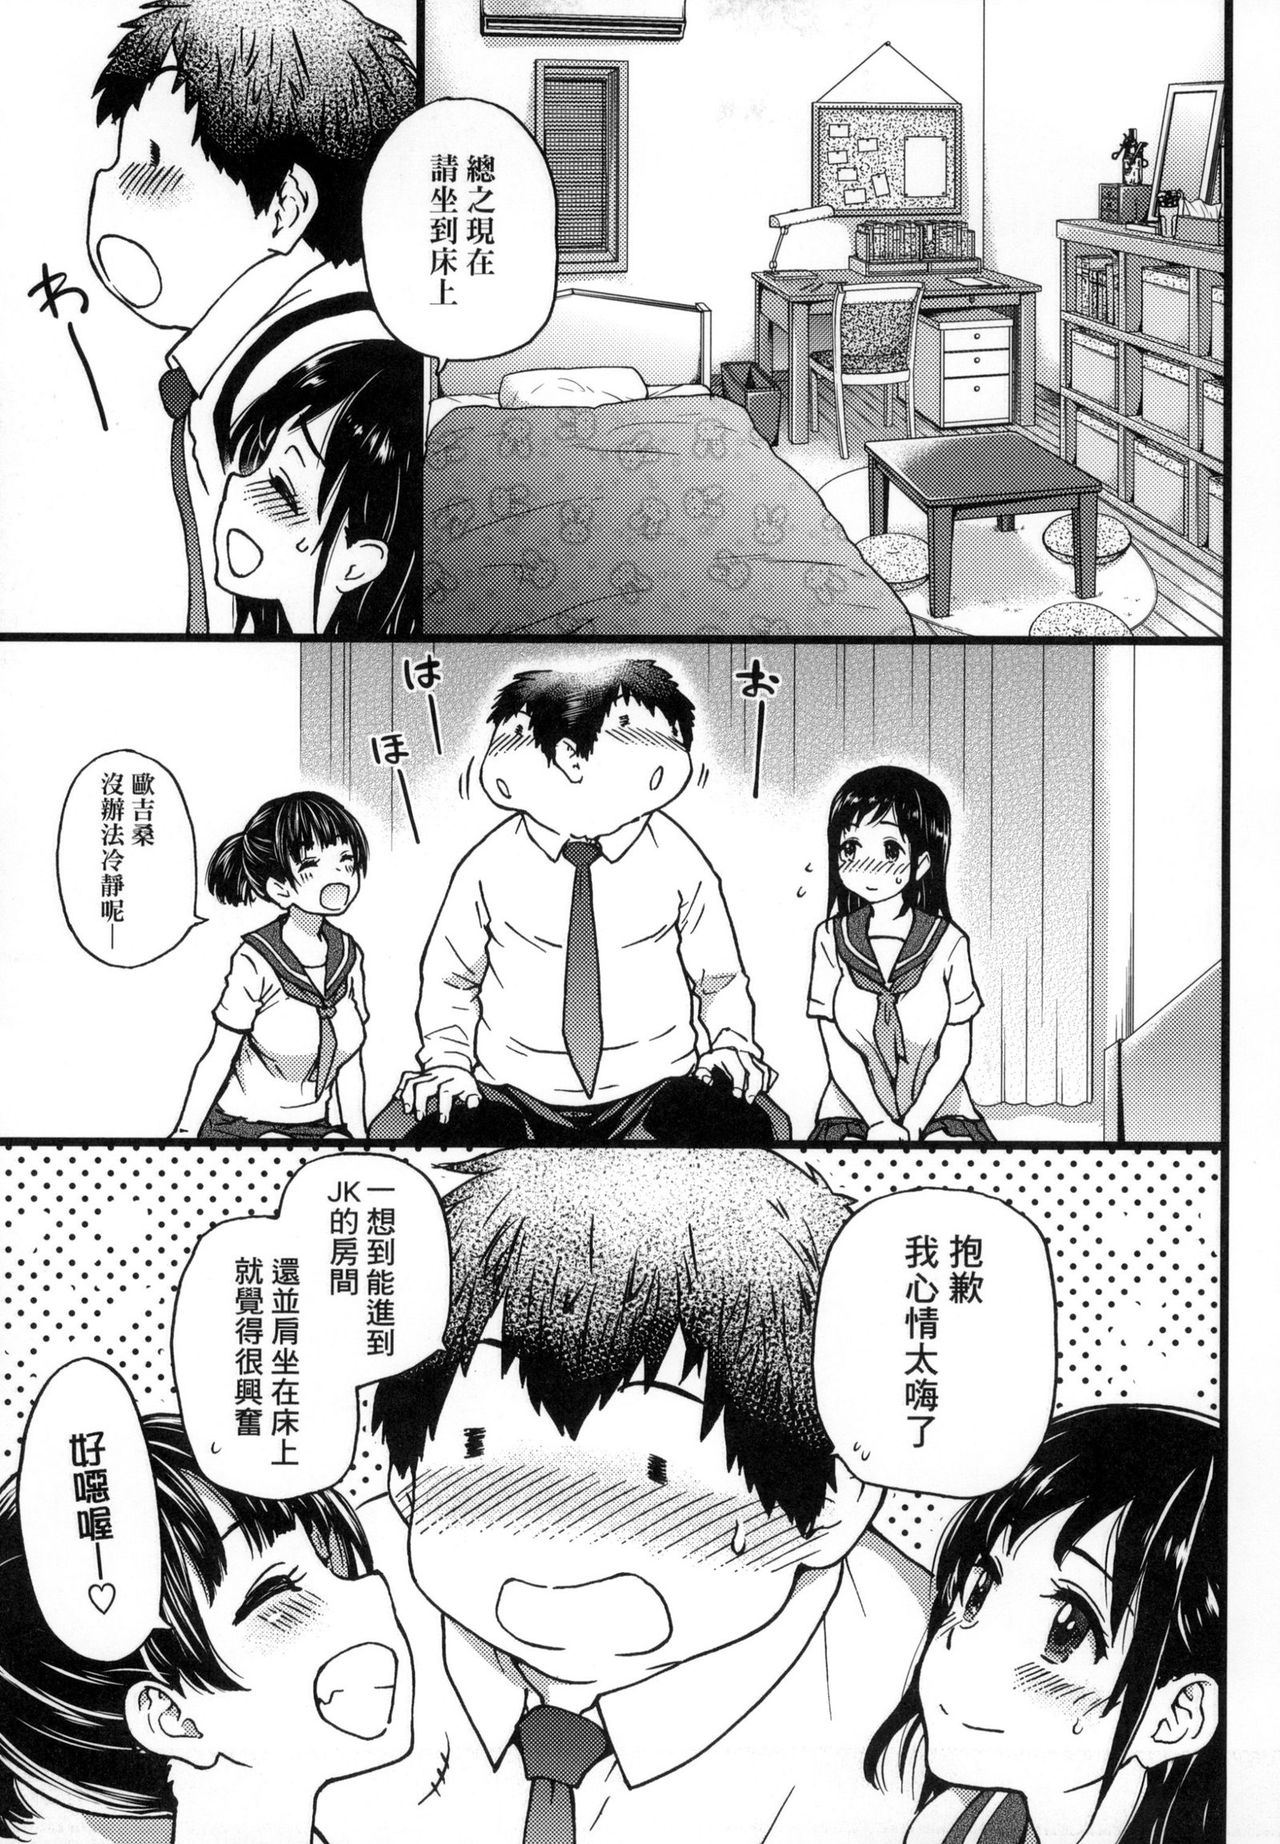 總之現在
請坐到床上
わー
おー
はー
ほー
歐吉桑
沒辦法冷靜呢—
抱歉
我心情太嗨了
一想到能進到
JK的房間
還並肩坐在床上
就覺得很興奮
好噁喔—♡